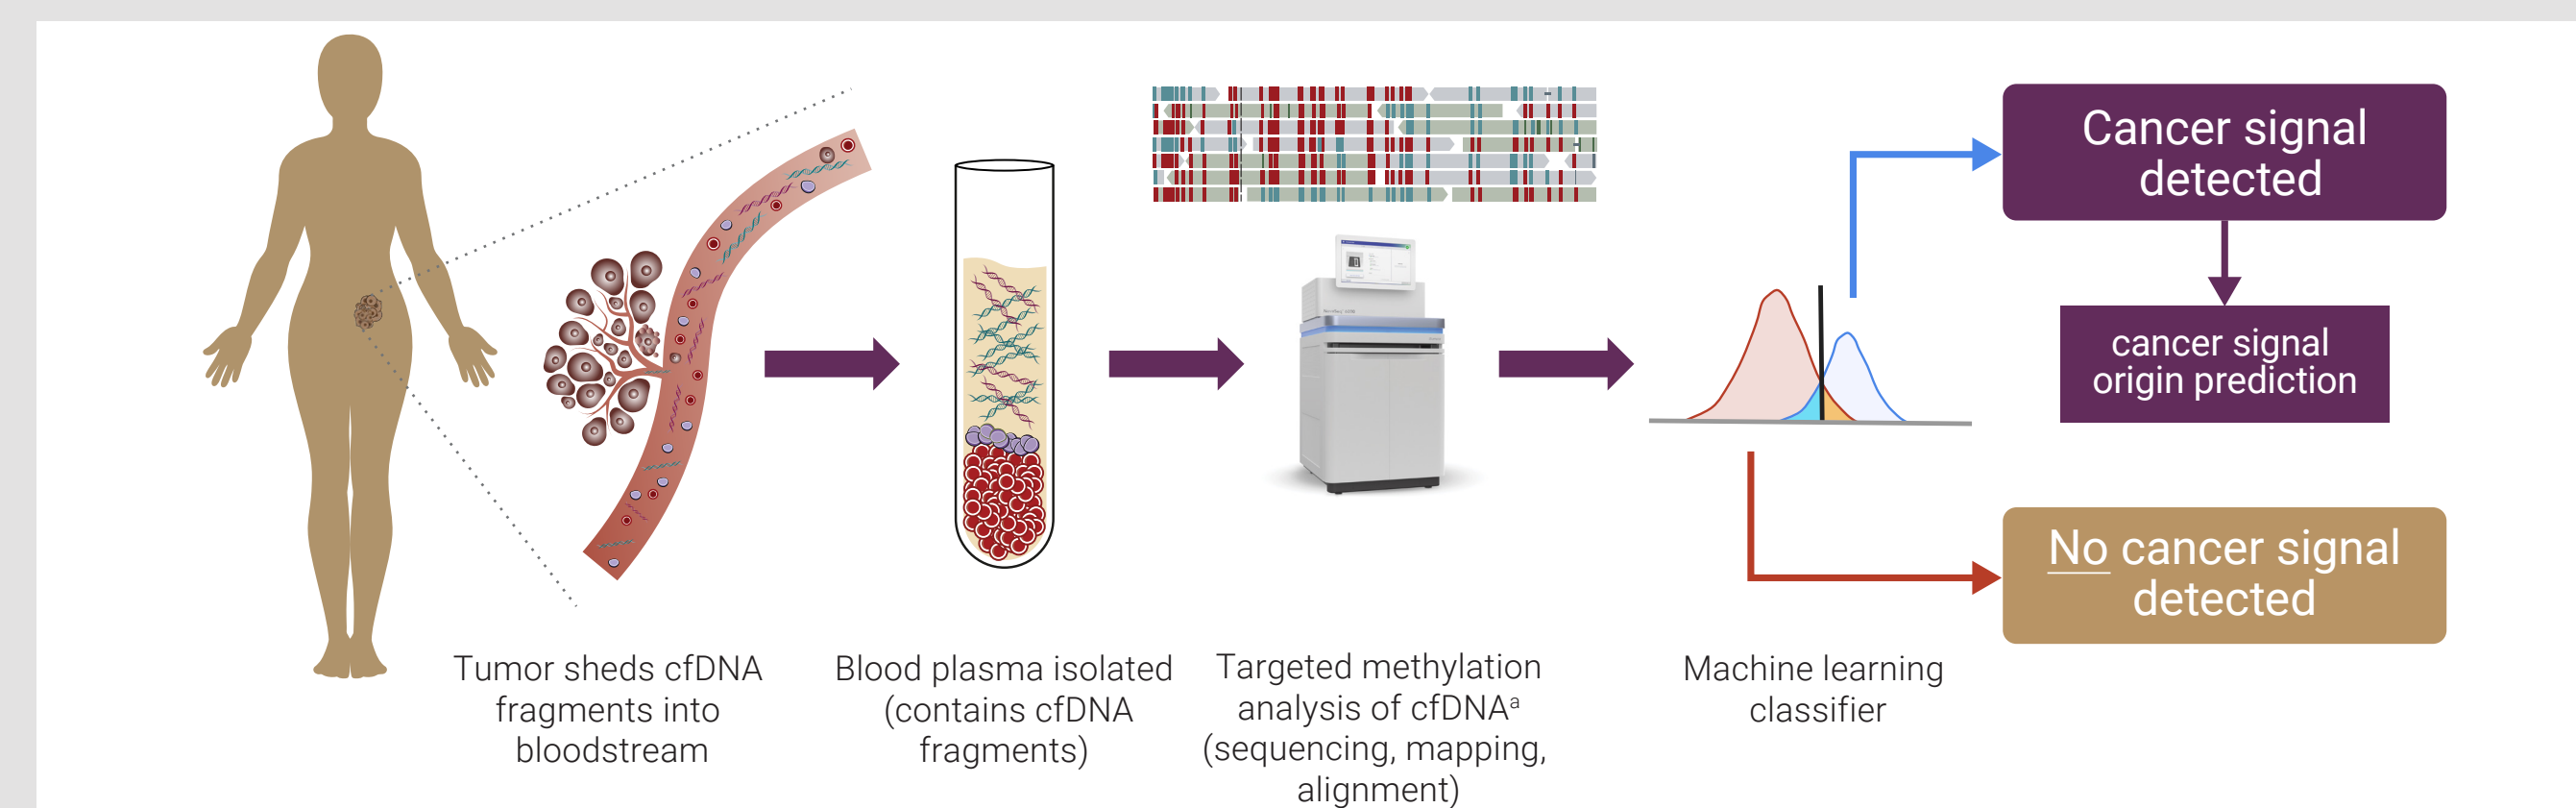 Tumor sheds cfDNA
fragments into
bloodstream
Blood plasma isolated
(contains cfDNA
fragments)
Targeted methylation
analysis of cfDNAᵃ
(sequencing, mapping,
alignment)
Machine learning
classifier
Cancer signal
detected
cancer signal
origin prediction
No cancer signal
detected